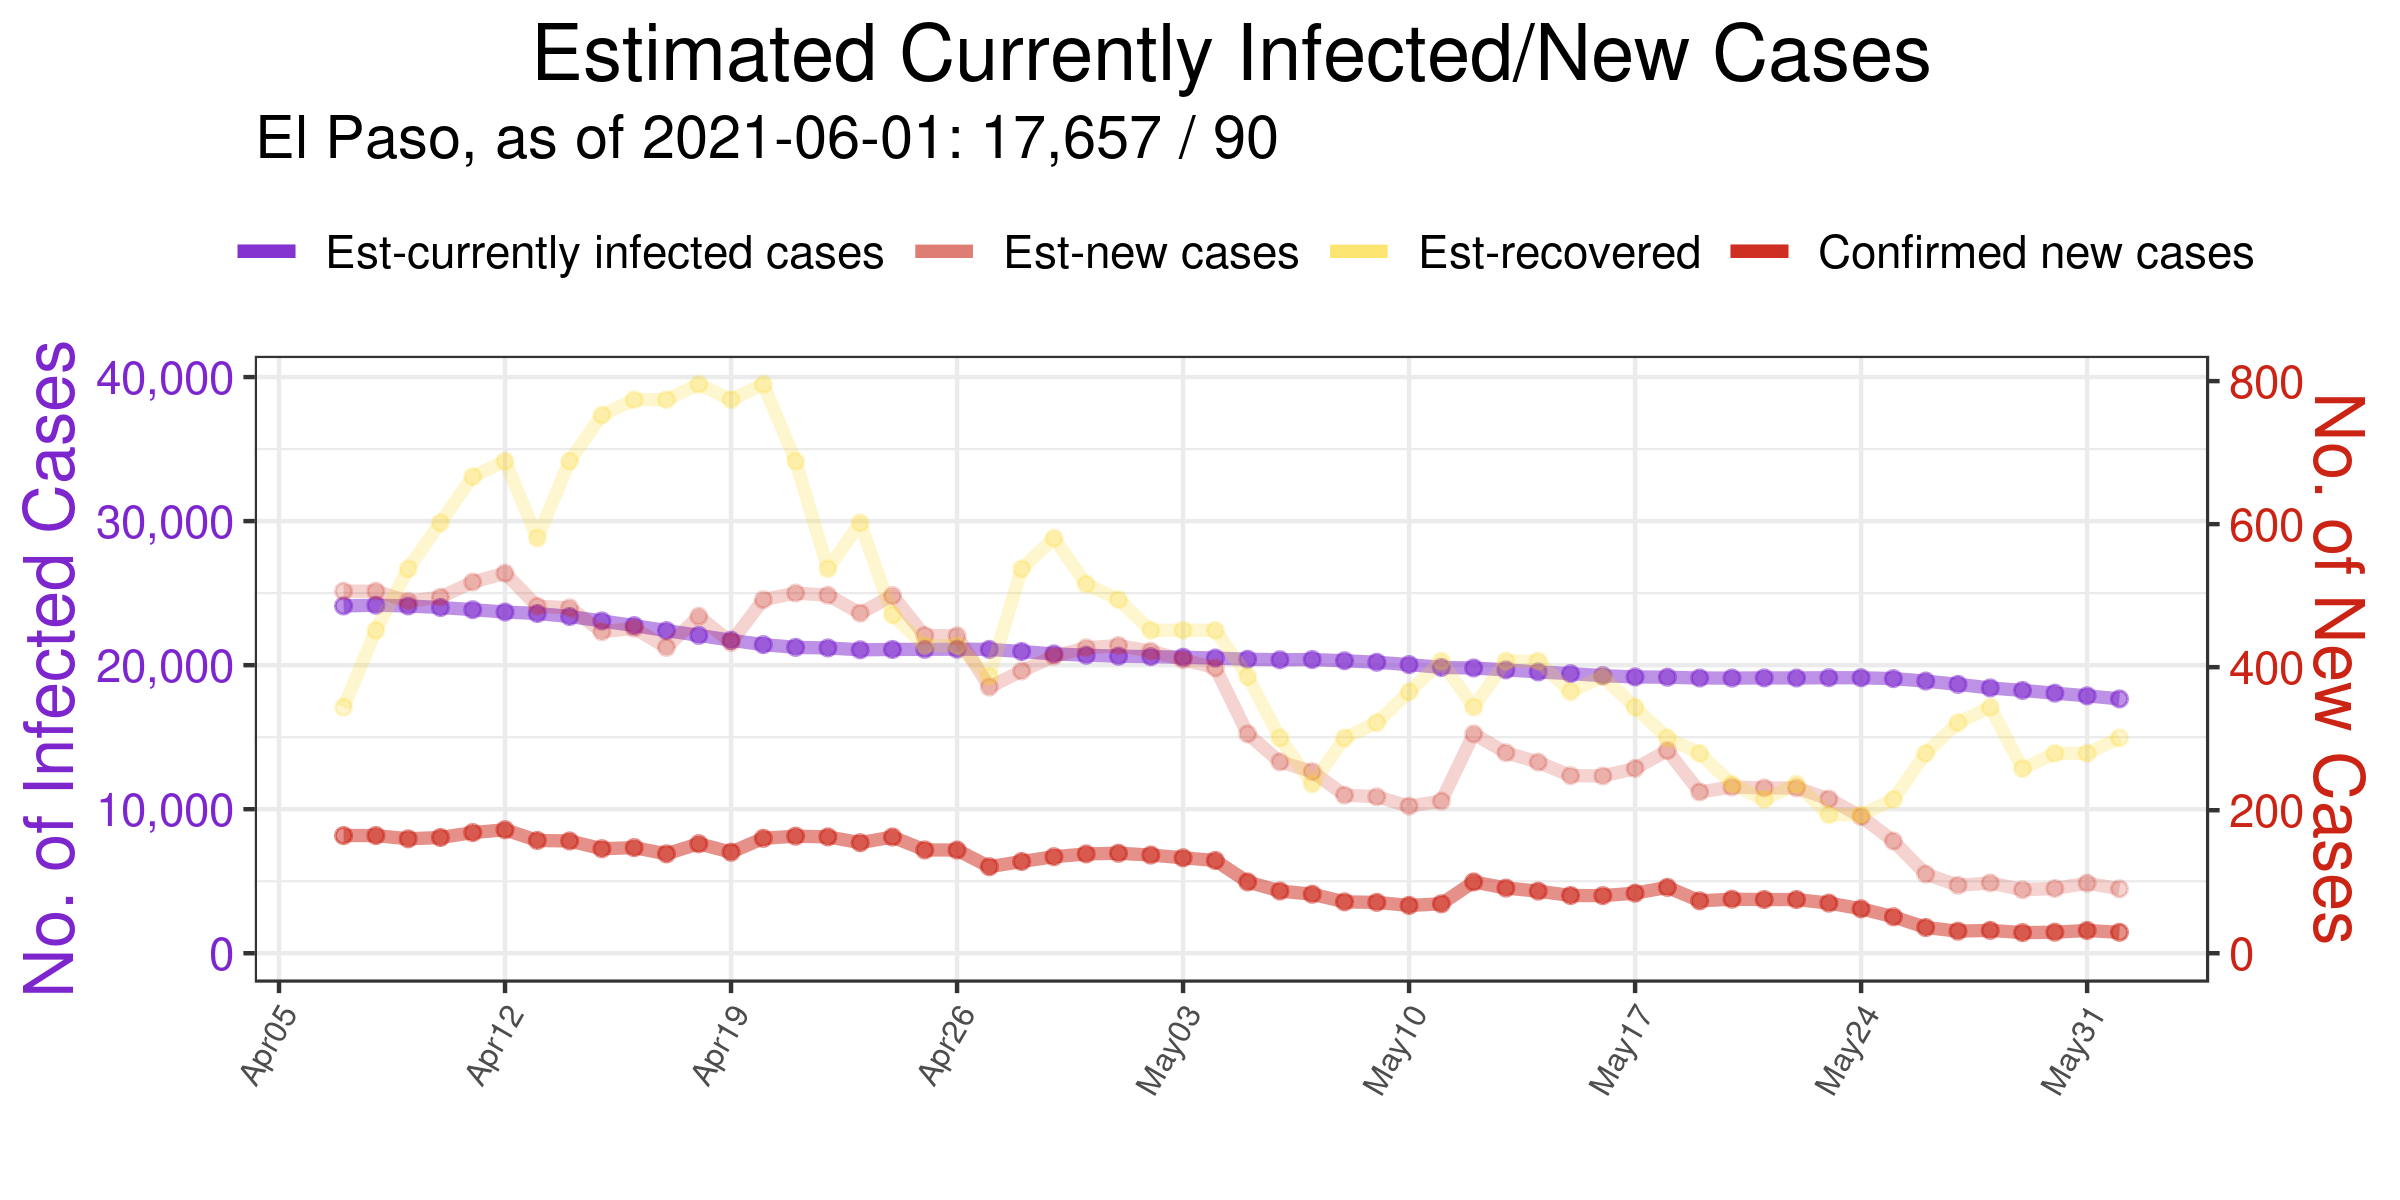 Estimated Currently Infected/New Cases
El Paso, as of 2021-06-01: 17,657 / 90
Est-currently infected cases Est-new cases Est-recovered Confirmed new cases
No. of Infected Cases
40,000
30,000
20,000
10,000
0
800
600
400
200
0
No. of New Cases
Apr05 Apr12 Apr19 Apr26 May03 May10 May17 May24 May31